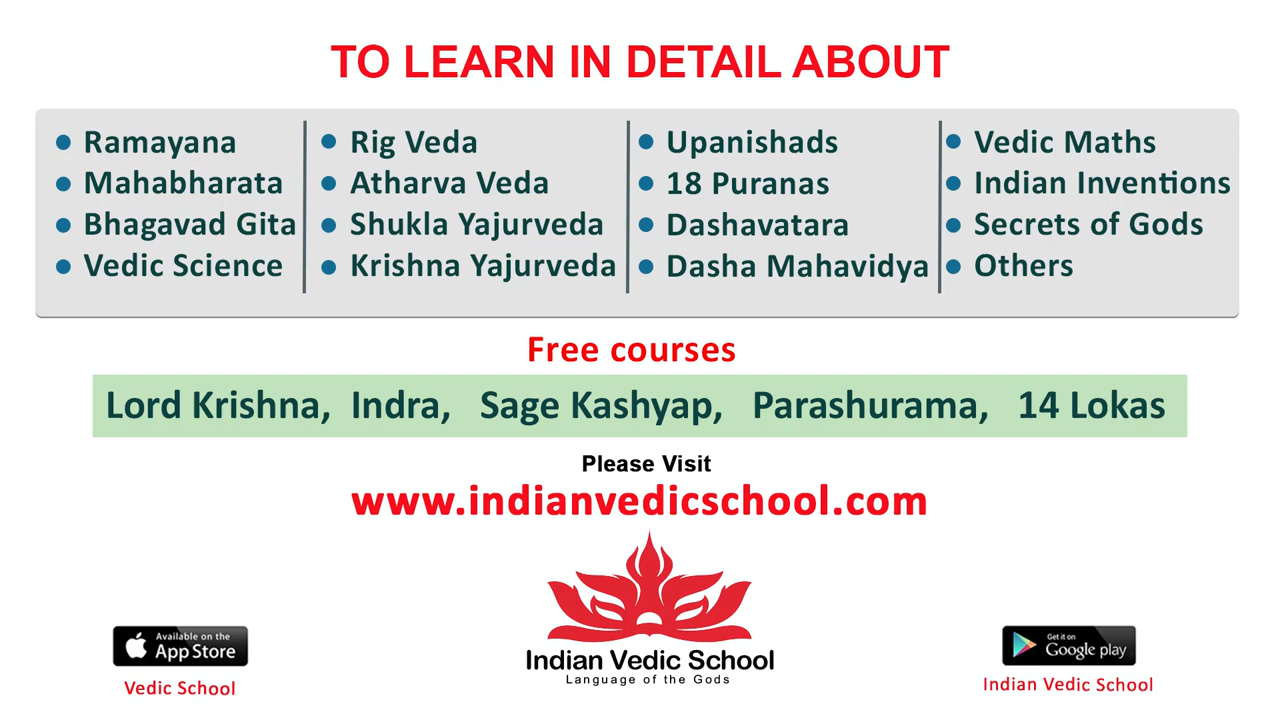 TO LEARN IN DETAIL ABOUT
Ramayana
Mahabharata
Bhagavad Gita
Vedic Science
Rig Veda
Atharva Veda
Shukla Yajurveda
Krishna Yajurveda
Upanishads
18 Puranas
Dashavatara
Dasha Mahavidya
Vedic Maths
Indian Inventions
Secrets of Gods
Others
Free courses
Lord Krishna, Indra, Sage Kashyap, Parashurama, 14 Lokas
Please Visit
www.indianvedicschool.com
Indian Vedic School
Language of the Gods
Available on the
App Store
Vedic School
Get it on
Google play
Indian Vedic School